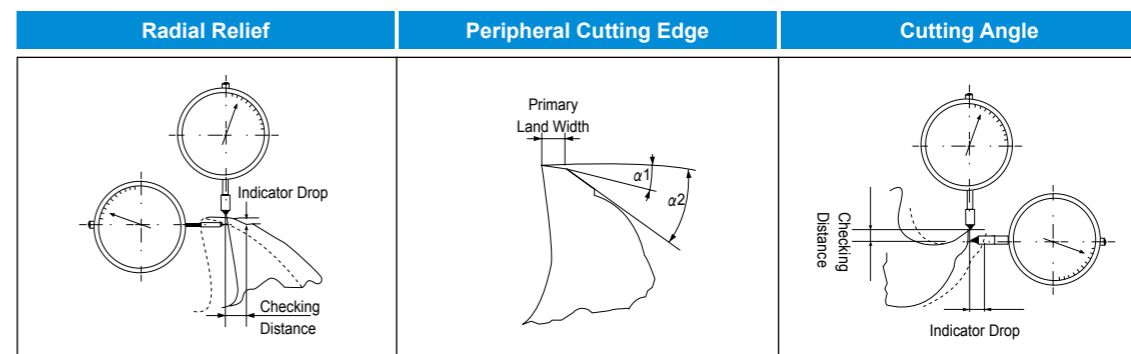 Radial Relief
Peripheral Cutting Edge
Cutting Angle
Indicator Drop
Checking
Distance
Primary
Land Width
α1
α2
Checking
Distance
Indicator Drop